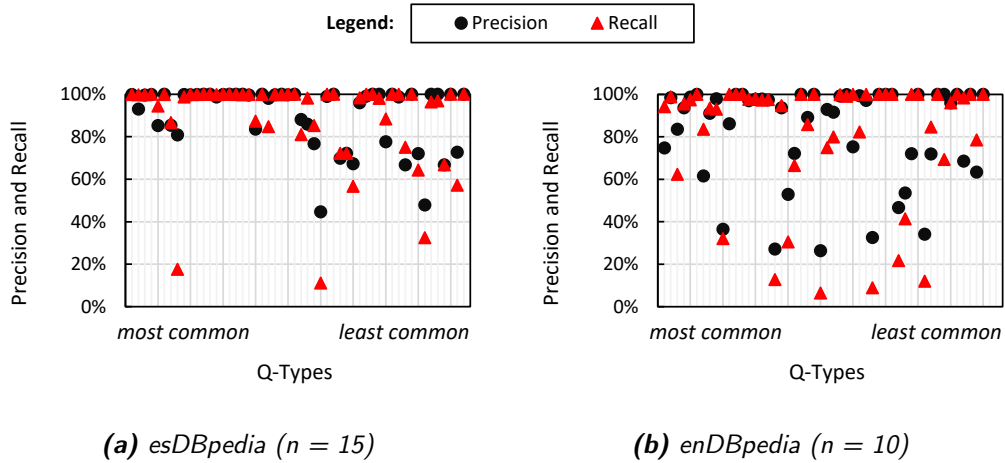 Legend: Precision Recall
Precision and Recall
100%
80%
60%
40%
20%
0%
most common least common
Q-Types
(a) esDBpedia (n = 15)
Precision and Recall
100%
80%
60%
40%
20%
0%
most common least common
Q-Types
(b) enDBpedia (n = 10)